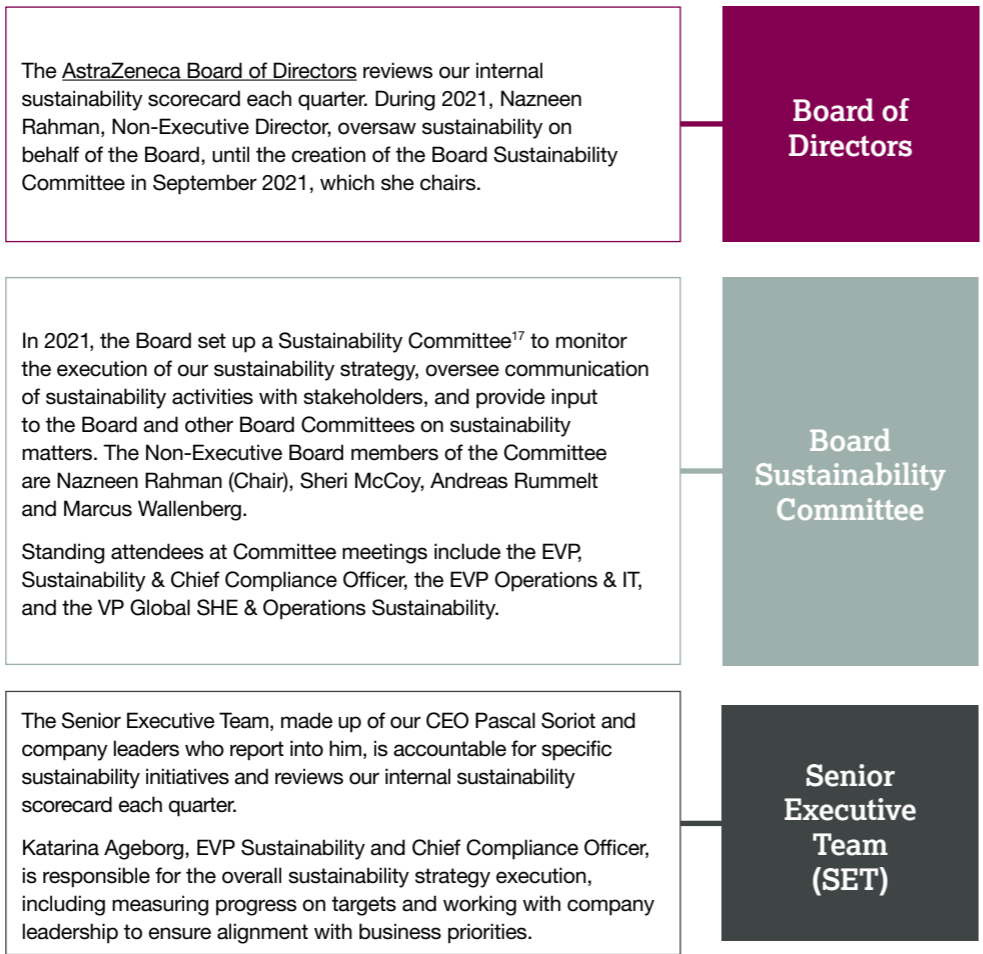 The AstraZeneca Board of Directors reviews our internal
sustainability scorecard each quarter. During 2021, Nazneen
Rahman, Non-Executive Director, oversaw sustainability on
behalf of the Board, until the creation of the Board Sustainability
Committee in September 2021, which she chairs.
Board of
Directors
In 2021, the Board set up a Sustainability Committee17 to monitor
the execution of our sustainability strategy, oversee communication
of sustainability activities with stakeholders, and provide input
to the Board and other Board Committees on sustainability
matters. The Non-Executive Board members of the Committee
are Nazneen Rahman (Chair), Sheri McCoy, Andreas Rummelt
and Marcus Wallenberg.
Standing attendees at Committee meetings include the EVP,
Sustainability & Chief Compliance Officer, the EVP Operations & IT,
and the VP Global SHE & Operations Sustainability.
Board
Sustainability
Committee
The Senior Executive Team, made up of our CEO Pascal Soriot and
company leaders who report into him, is accountable for specific
sustainability initiatives and reviews our internal sustainability
scorecard each quarter.
Katarina Ageborg, EVP Sustainability and Chief Compliance Officer,
is responsible for the overall sustainability strategy execution,
including measuring progress on targets and working with company
leadership to ensure alignment with business priorities.
Senior
Executive
Team
(SET)